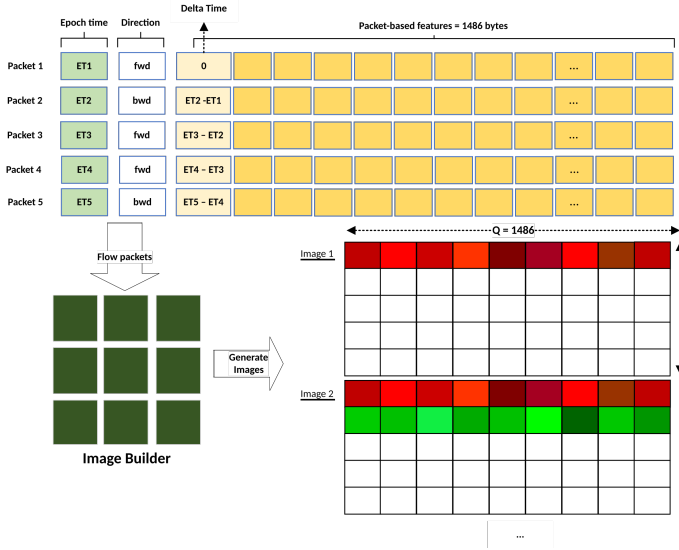 Delta Time
Epoch time Direction Packet-based features = 1486 bytes
Packet 1 ET1 fwd 0 ...
Packet 2 ET2 bwd ET2 -ET1 ...
Packet 3 ET3 fwd ET3 – ET2 ...
Packet 4 ET4 fwd ET4 – ET3 ...
Packet 5 ET5 bwd ET5 – ET4 ...
Q = 1486
Image 1
Flow packets
Generate
Images
Image 2
Image Builder
...